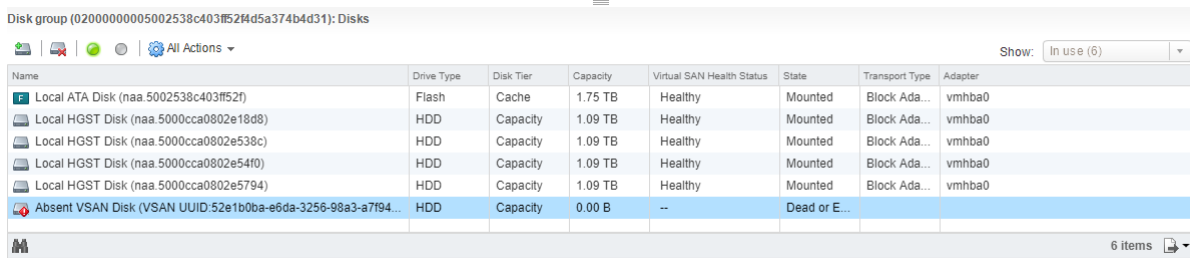 Disk group (02000000005002538c403ff52f4d5a374b4d31): Disks
All Actions
Show: In use (6)
Name Drive Type Disk Tier Capacity Virtual SAN Health Status State Transport Type Adapter
F Local ATA Disk (naa.5002538c403ff52f) Flash Cache 1.75 TB Healthy Mounted Block Ada... vmhba0
Local HGST Disk (naa.5000cca0802e18d8) HDD Capacity 1.09 TB Healthy Mounted Block Ada... vmhba0
Local HGST Disk (naa.5000cca0802e538c) HDD Capacity 1.09 TB Healthy Mounted Block Ada... vmhba0
Local HGST Disk (naa.5000cca0802e54f0) HDD Capacity 1.09 TB Healthy Mounted Block Ada... vmhba0
Local HGST Disk (naa.5000cca0802e5794) HDD Capacity 1.09 TB Healthy Mounted Block Ada... vmhba0
Absent VSAN Disk (VSAN UUID:52e1b0ba-e6da-3256-98a3-a7f94... HDD Capacity 0.00 B -- Dead or E...
6 items